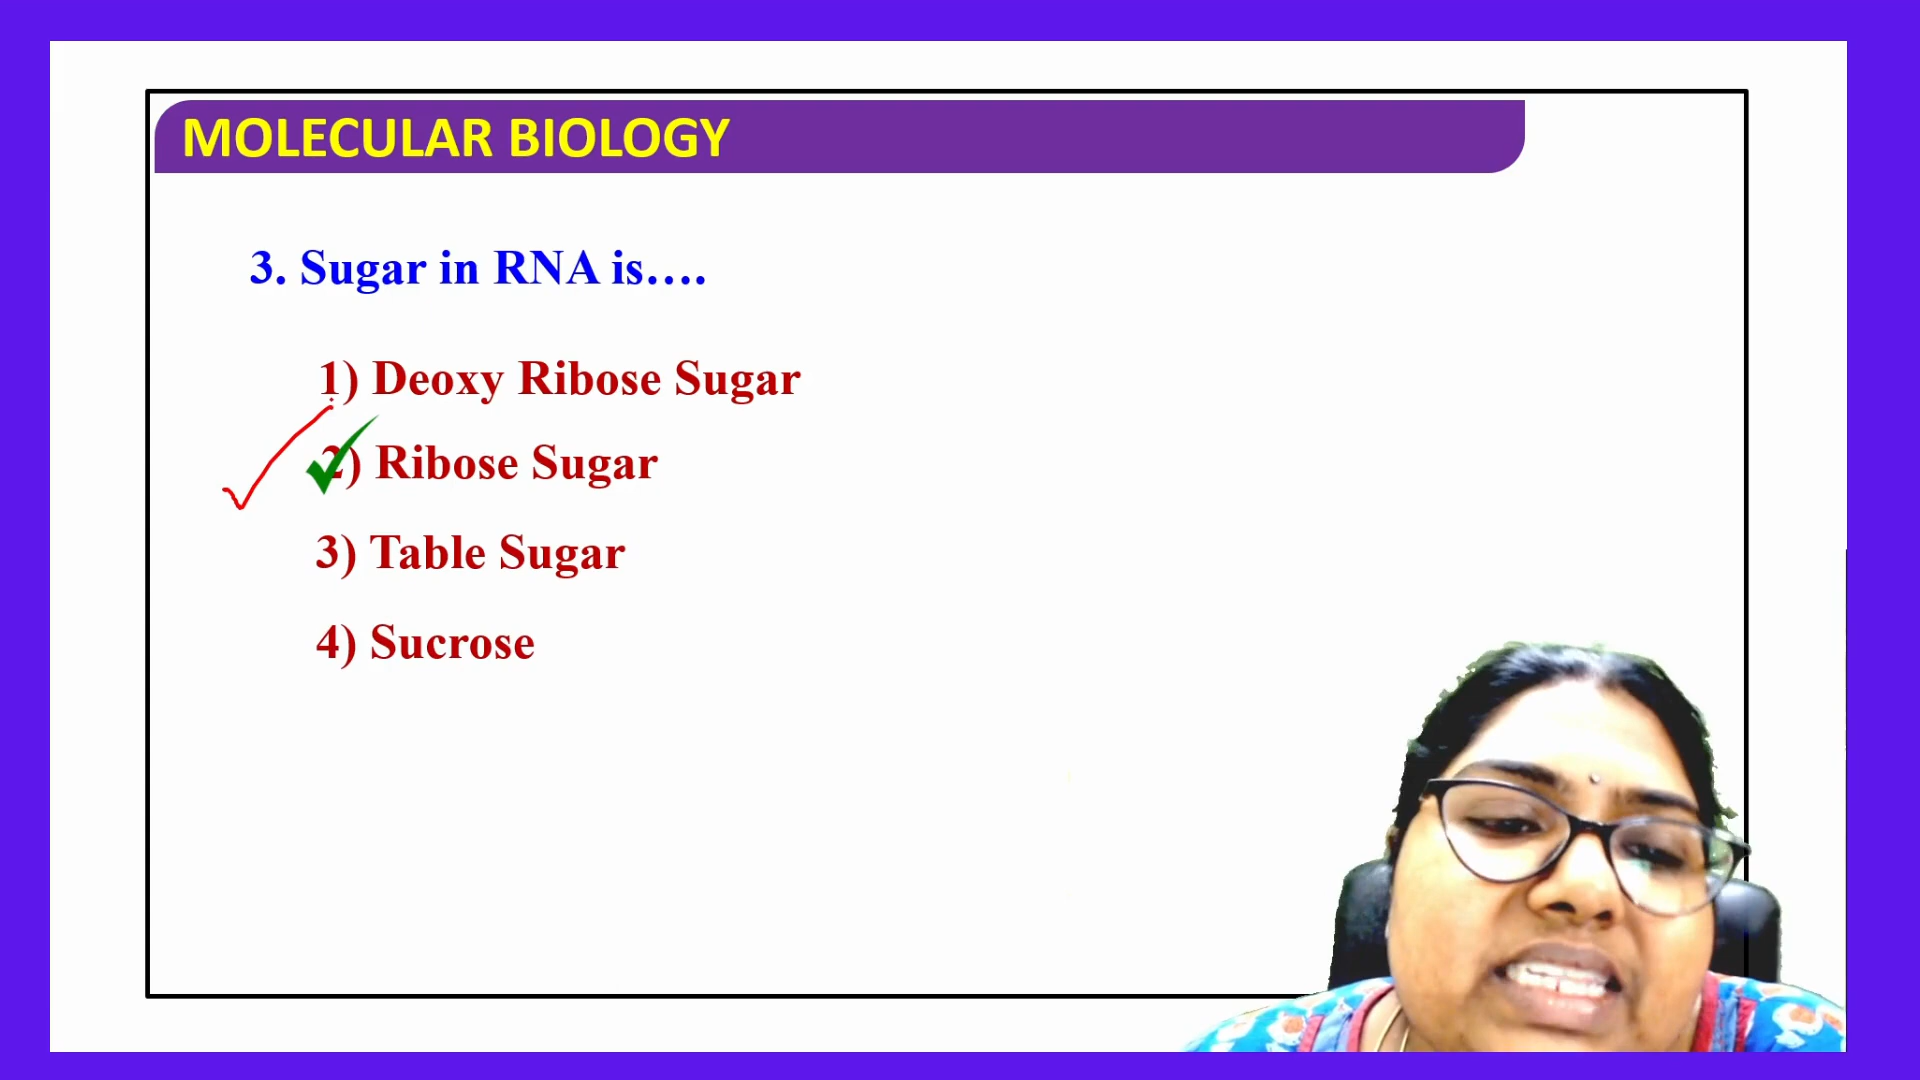 MOLECULAR BIOLOGY
3. Sugar in RNA is....
1) Deoxy Ribose Sugar
2) Ribose Sugar
3) Table Sugar
4) Sucrose